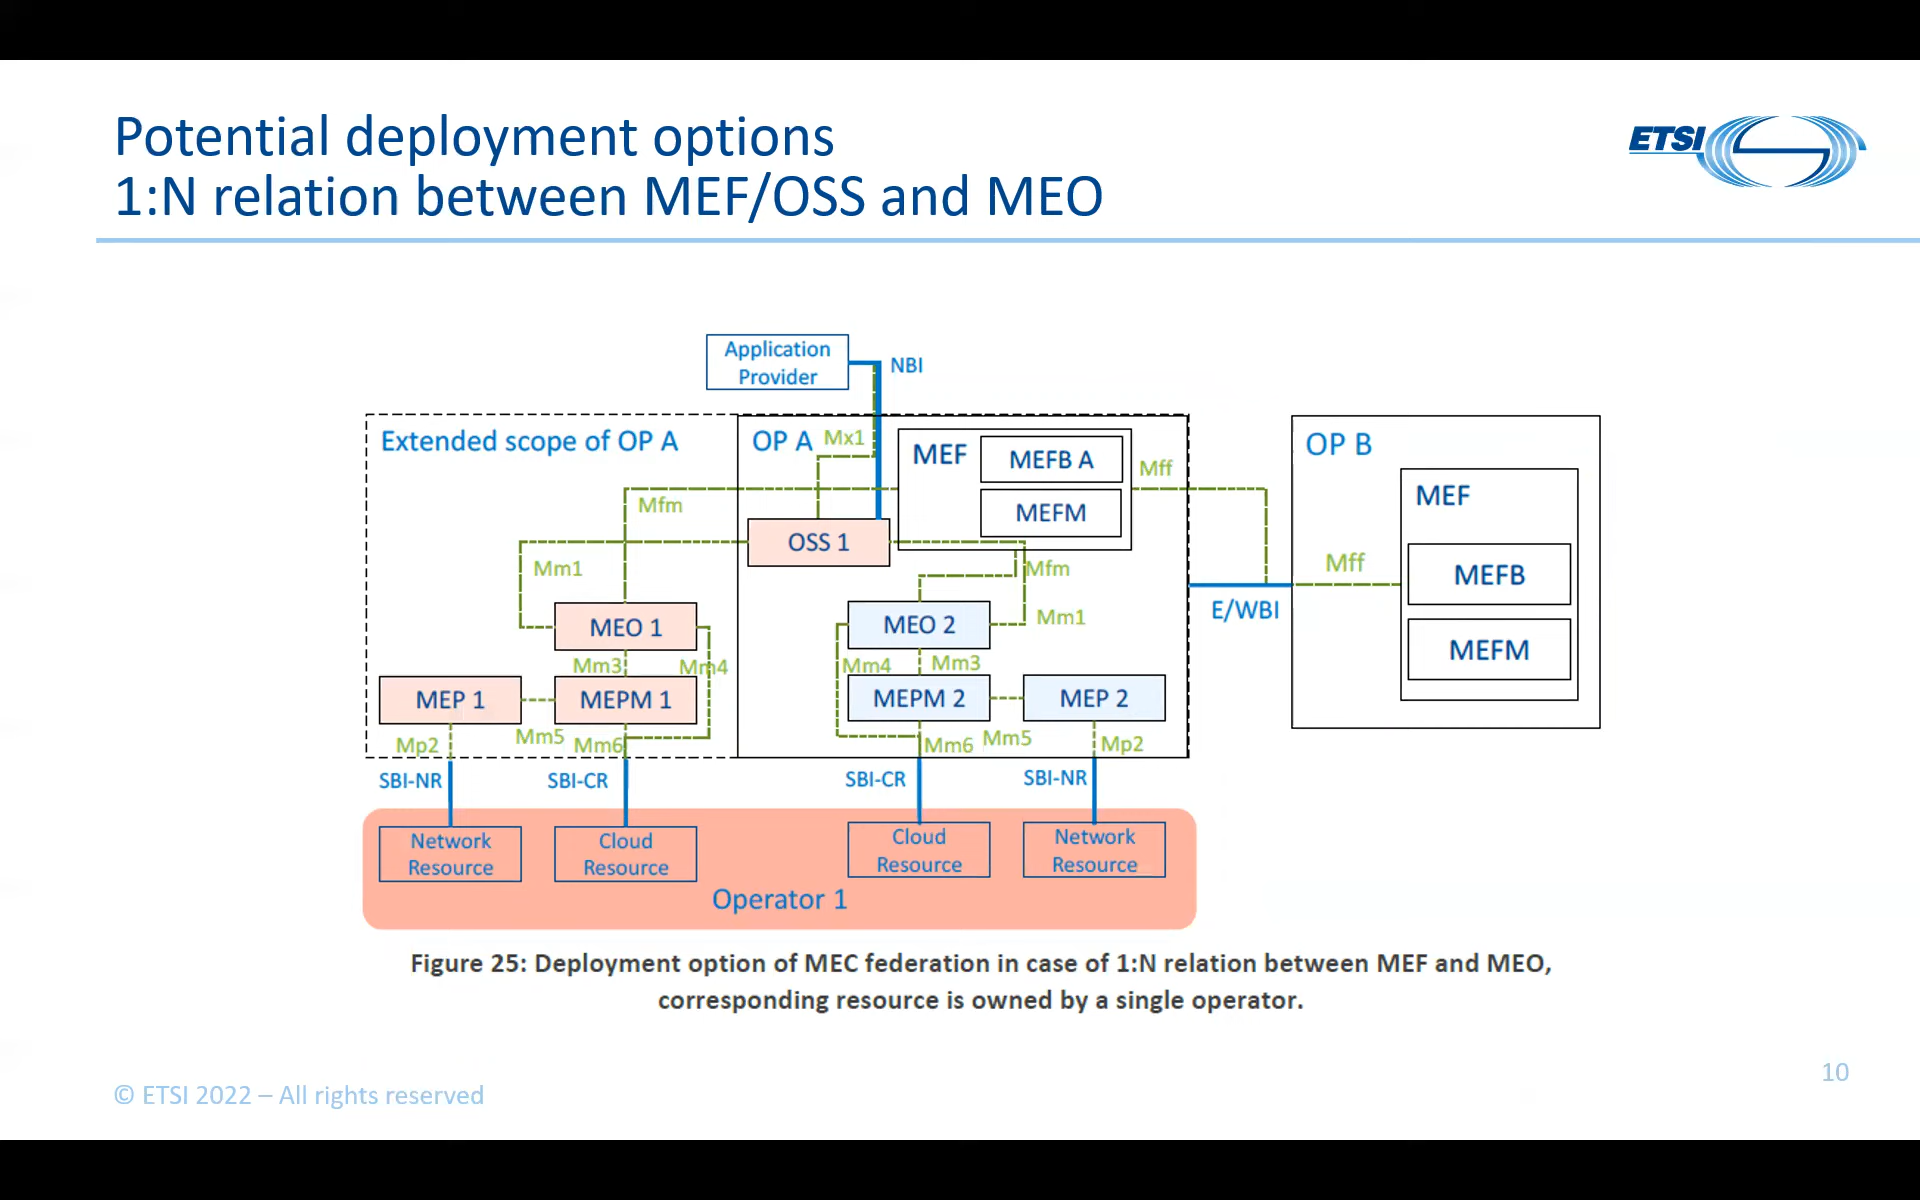 Potential deployment options
1:N relation between MEF/OSS and MEO
ETSI
Application
Provider
NBI
Extended scope of OP A
OP A
Mx1
MEF
MEFB A
MEFM
Mff
OP B
MEF
MEFB
MEFM
Mff
E/WBI
Mfm
OSS 1
Mm1
Mfm
Mm1
MEO 1
MEO 2
Mm3
Mm4
Mm4
Mm3
MEP 1
MEPM 1
MEPM 2
MEP 2
Mp2
Mm5
Mm6
Mm6
Mm5
Mp2
SBI-NR
SBI-CR
SBI-CR
SBI-NR
Network
Resource
Cloud
Resource
Cloud
Resource
Network
Resource
Operator 1
Figure 25: Deployment option of MEC federation in case of 1:N relation between MEF and MEO,
corresponding resource is owned by a single operator.
10
© ETSI 2022 – All rights reserved